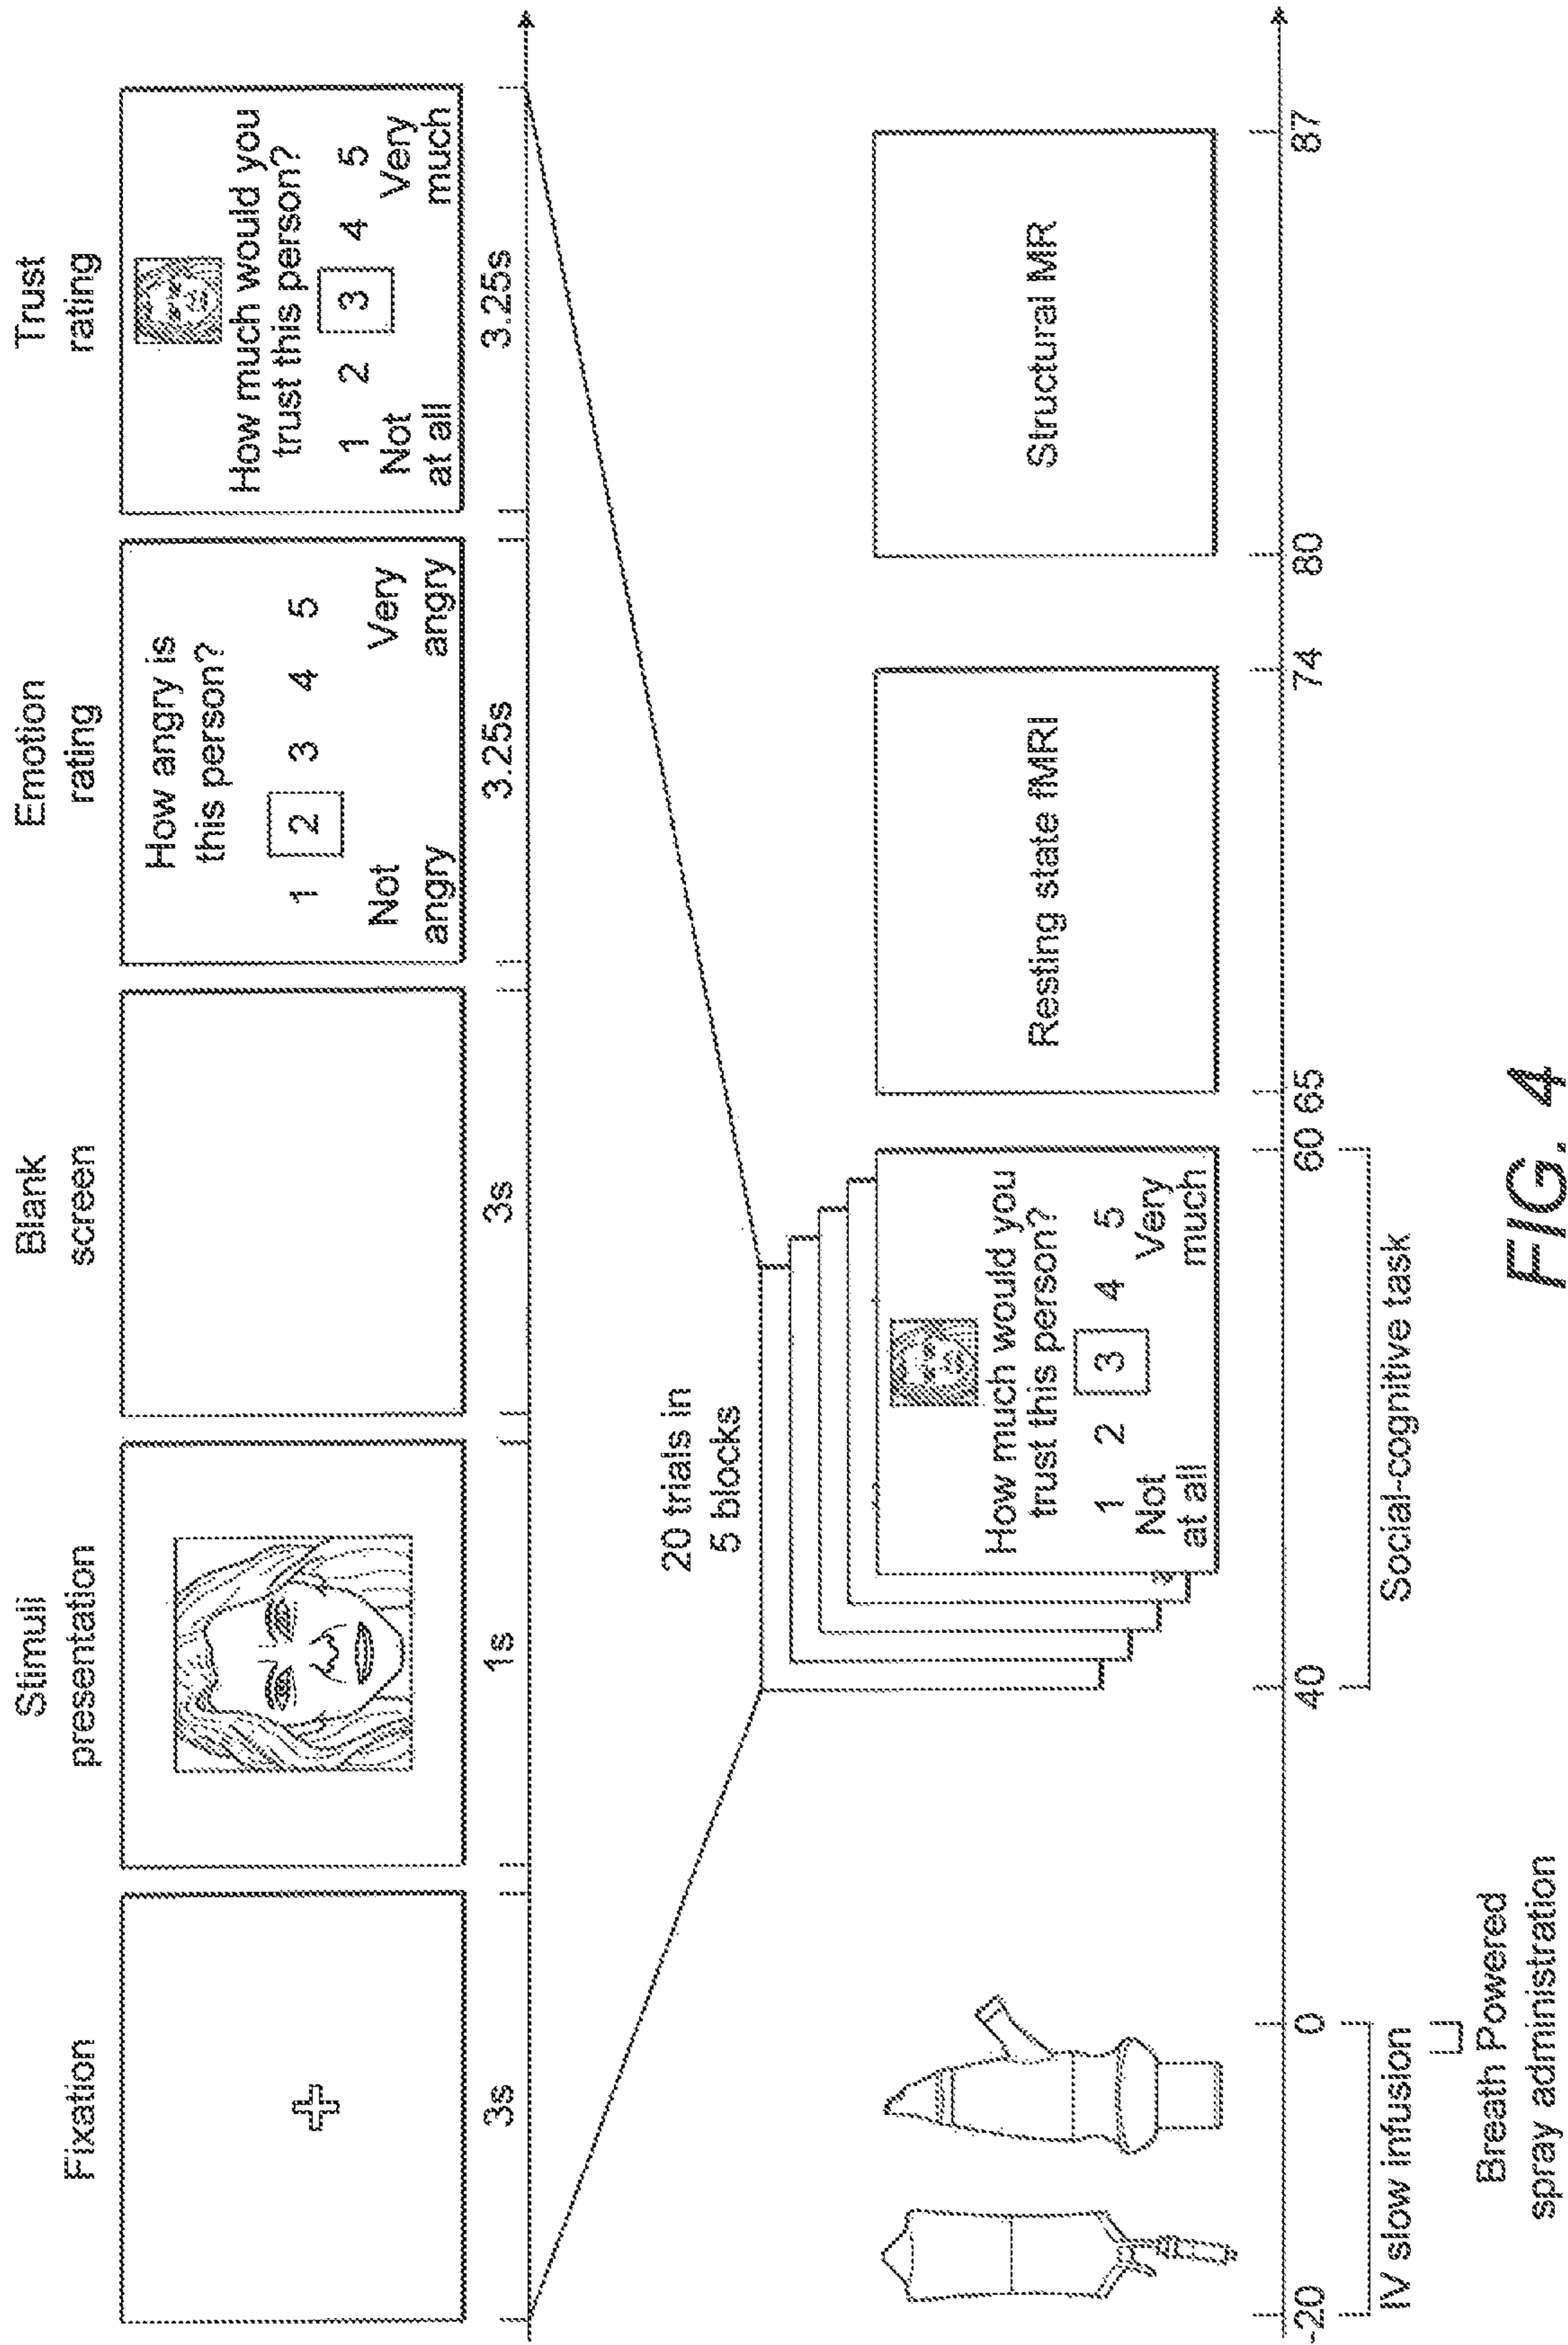 Fixation
Stimuli
presentation
Blank
screen
Emotion
rating
Trust
rating
How angry is
this person?
1 2 3 4 5
Not Very
angry angry
How much would you
trust this person?
1 2 3 4 5
Not Very
at all much
3s
1s
3s
3.25s
3.25s
20 trials in
5 blocks
How much would you
trust this person?
1 2 3 4 5
Not Very
at all much
Resting state fMRI
Structural MR
-20 0 40 60 65 74 80 87
IV slow infusion
Social-cognitive task
Breath Powered
spray administration
FIG. 4